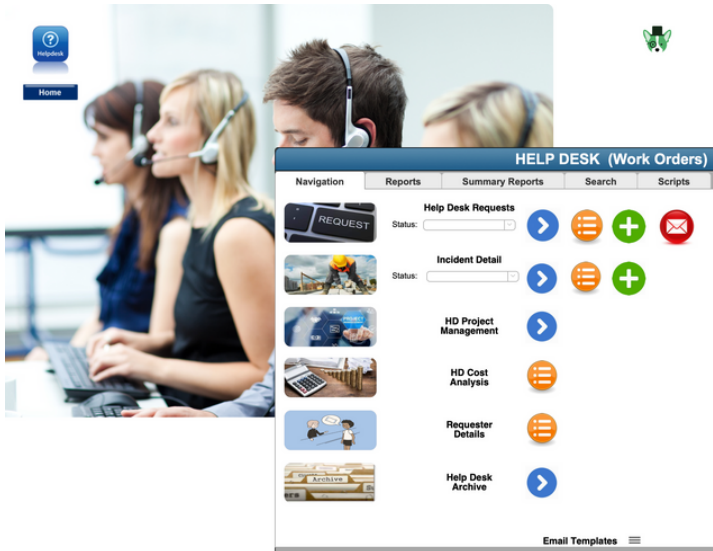 Helpdesk
Home
HELP DESK (Work Orders)
Navigation
Reports
Summary Reports
Search
Scripts
REQUEST
Help Desk Requests
Status:
Incident Detail
Status:
PRIORITY
HD Project
Management
HD Cost
Analysis
Requester
Details
Archive
Help Desk
Archive
Email Templates